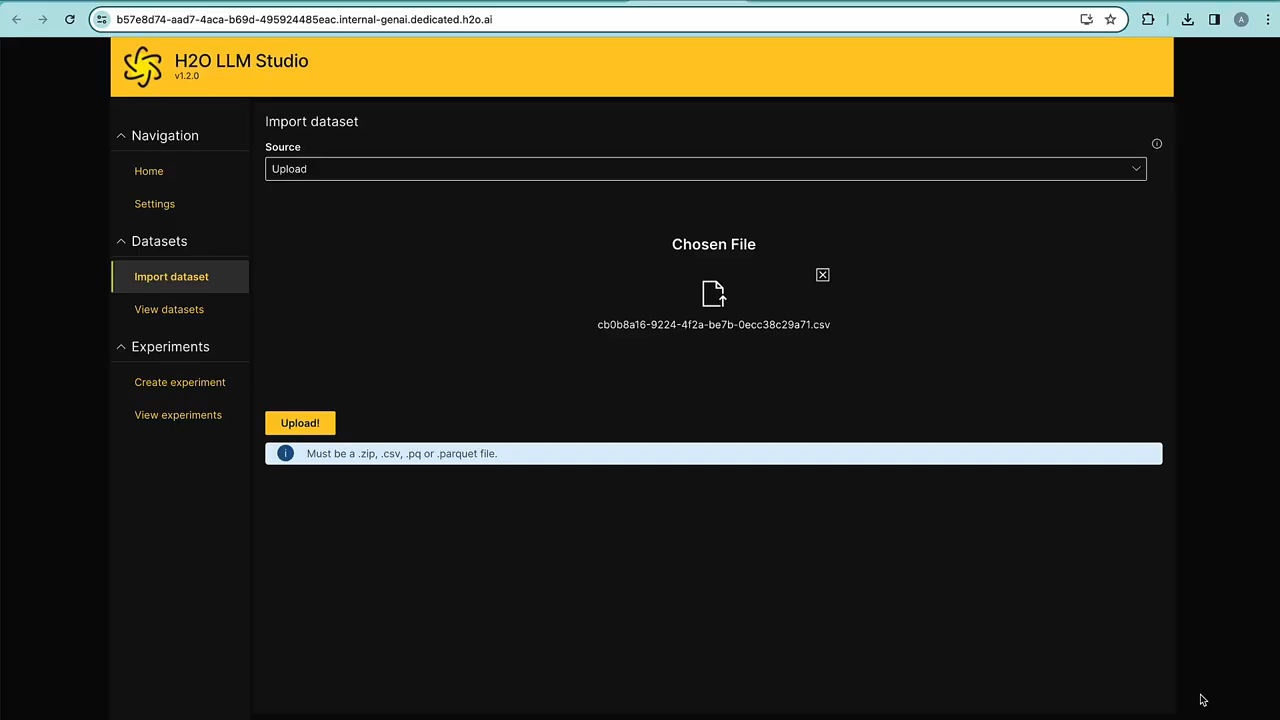 b57e8d74-aad7-4aca-b69d-495924485eac.internal-genai.dedicated.h2o.ai
A
H2O LLM Studio
v1.2.0
Navigation
Home
Settings
Datasets
Import dataset
View datasets
Experiments
Create experiment
View experiments
Import dataset
Source
Upload
Chosen File
cb0b8a16-9224-4f2a-be7b-0ecc38c29a71.csv
Upload!
i Must be a .zip, .csv, .pq or .parquet file.